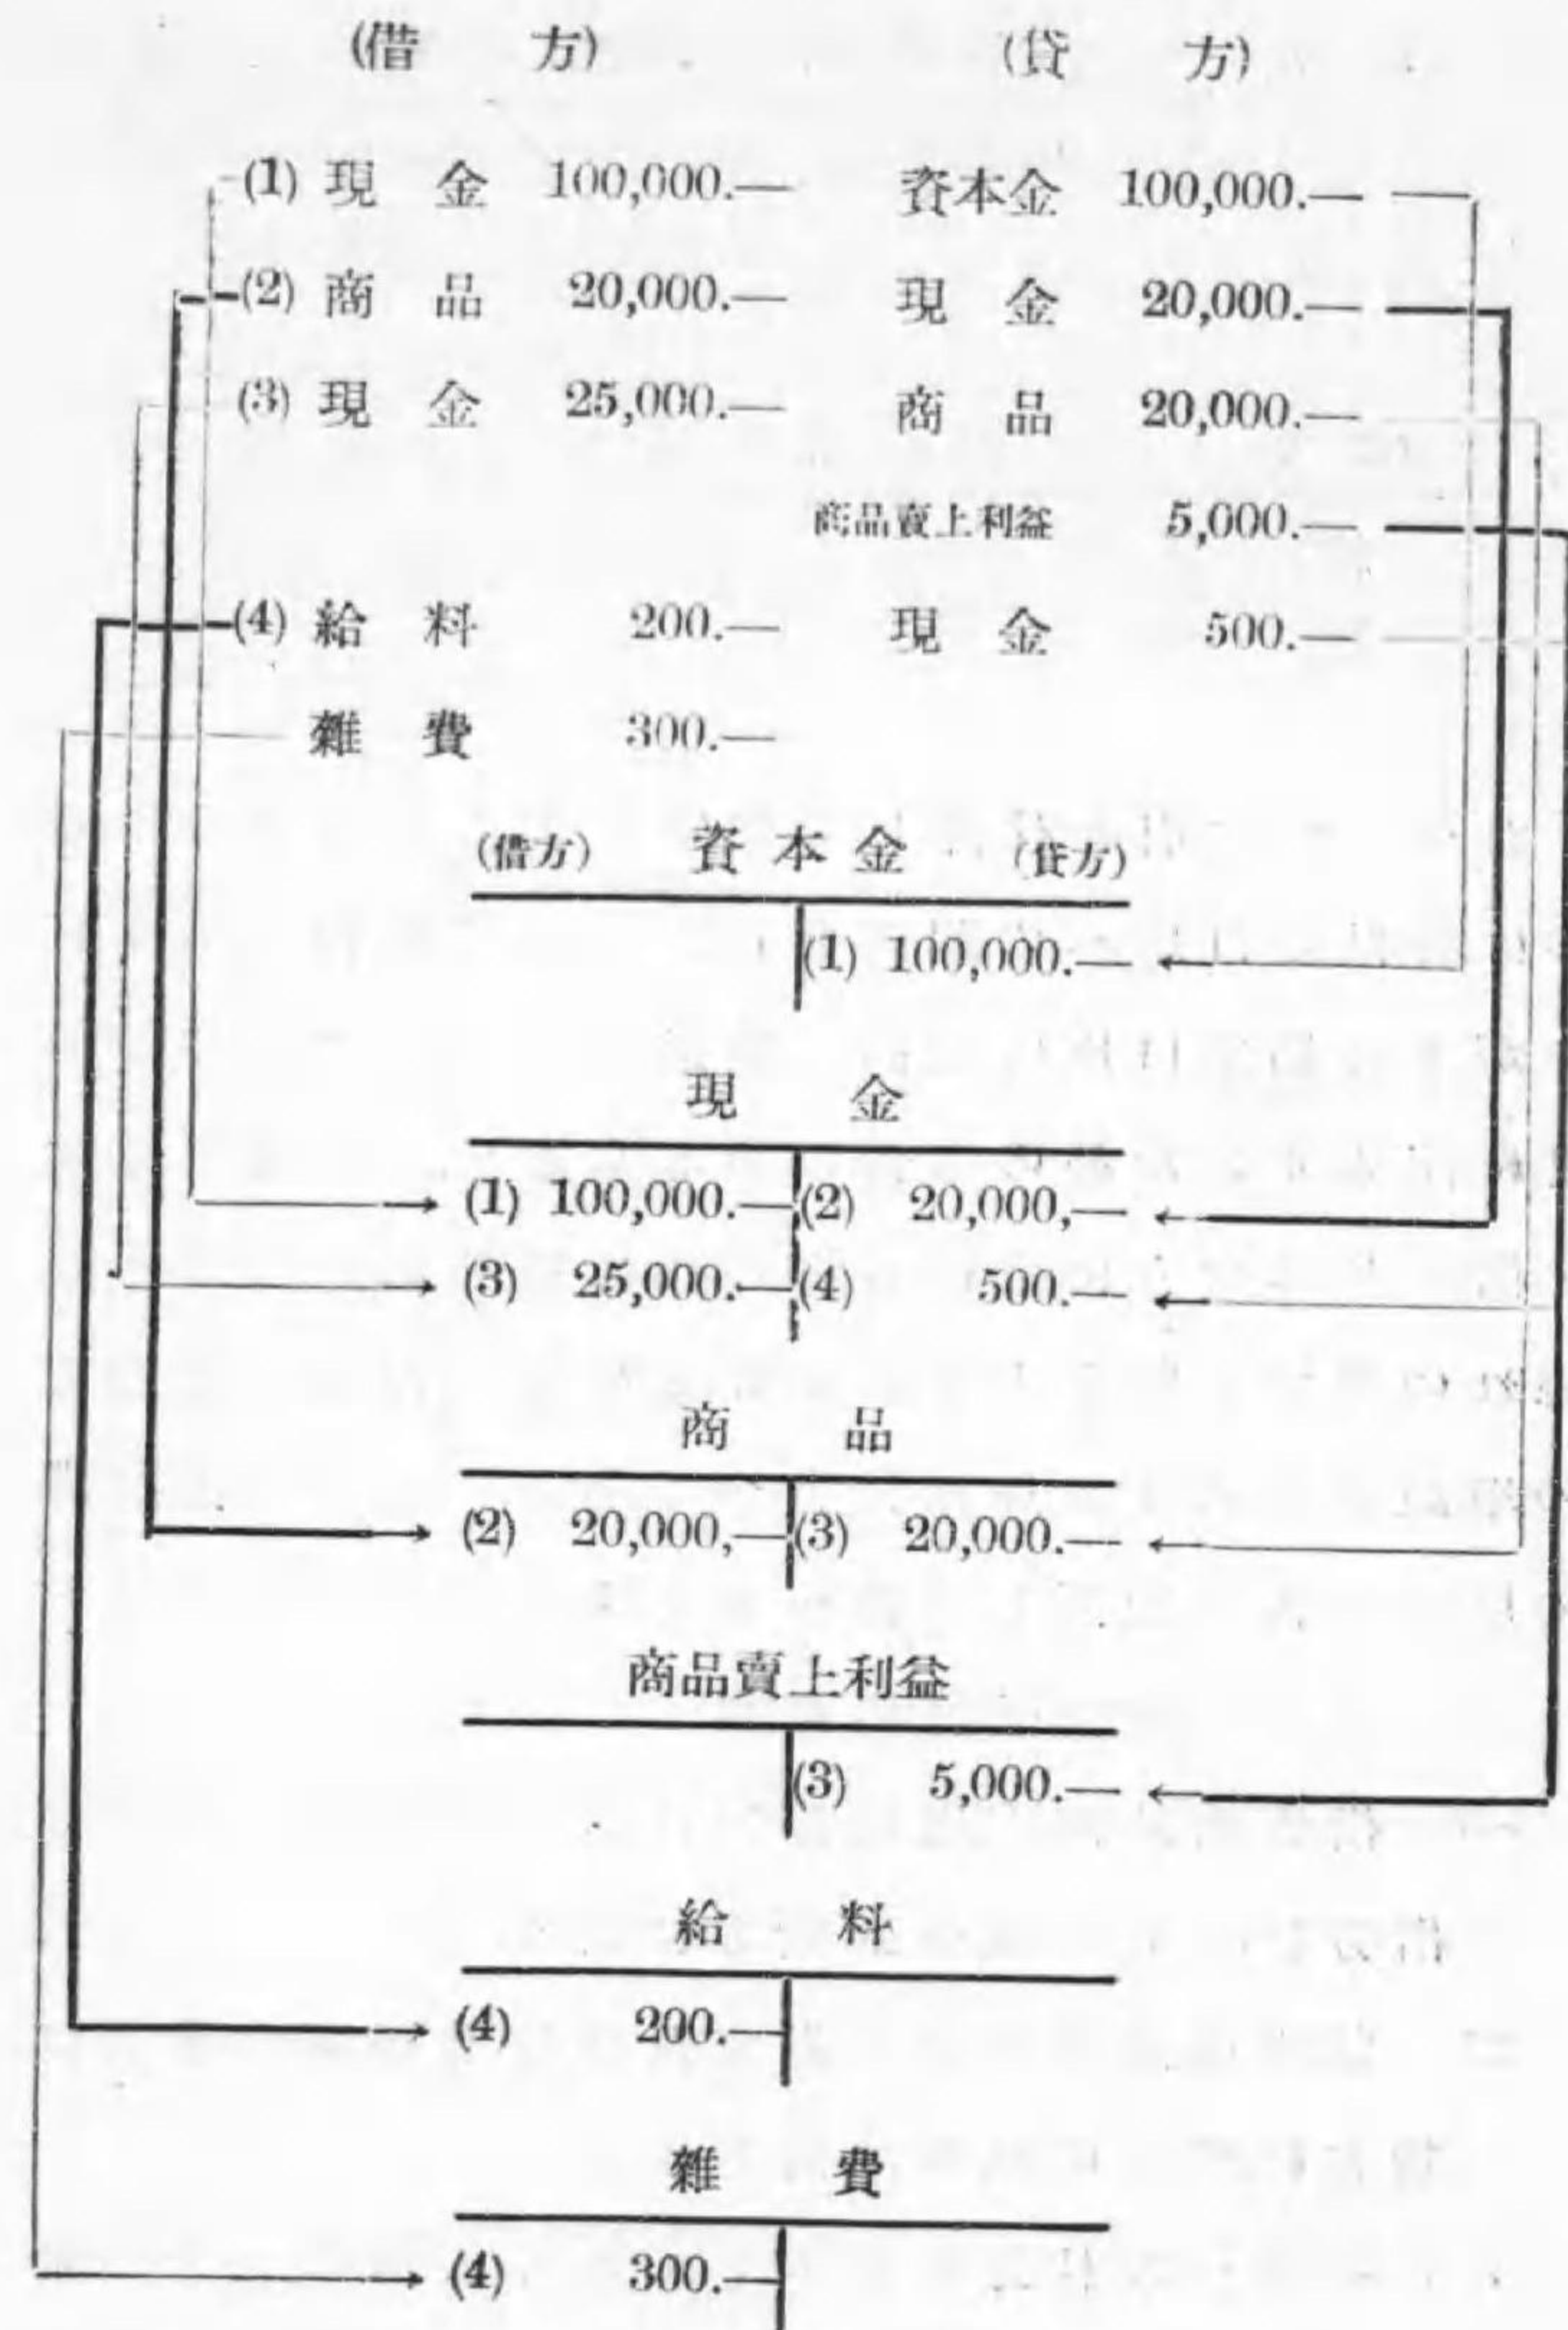 (借 方) (貸 方)
(1) 現 金 100,000.— 資本金 100,000.—
(2) 商 品 20,000.— 現 金 20,000.—
(3) 現 金 25,000.— 商 品 20,000.—
商品賣上利益 5,000.—
(4) 給 料 200.— 現 金 500.—
雜 費 300.—
(借方) 資本金 (貸方)
(1) 100,000.—
現 金
(1) 100,000.— (2) 20,000,—
(3) 25,000.— (4) 500.—
商 品
(2) 20,000,— (3) 20,000.—
商品賣上利益
(3) 5,000.—
給 料
(4) 200.—
雜 費
(4) 300.—